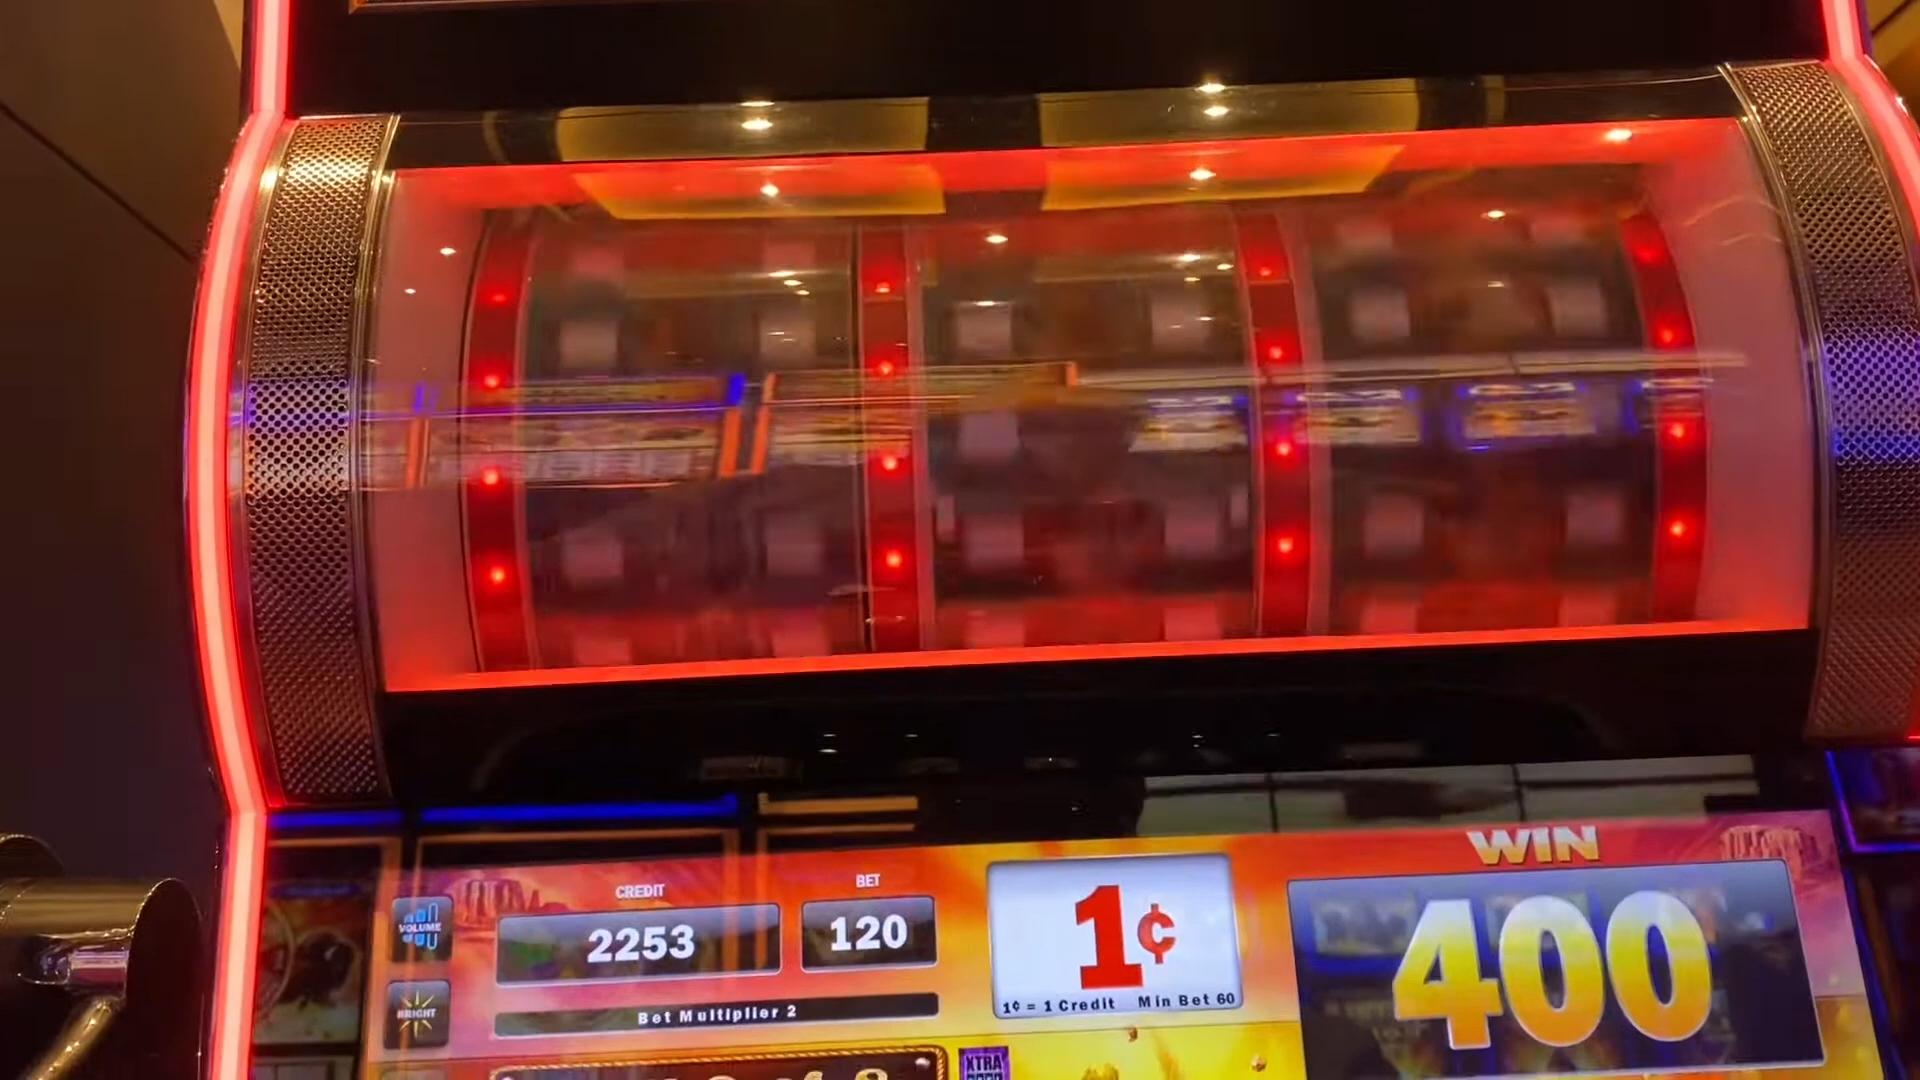 WIN
CREDIT
BET
VOLUME
2253
120
1¢
400
BRIGHT
1¢ = 1 Credit Min Bet 60
Bet Multiplier 2
XTRA